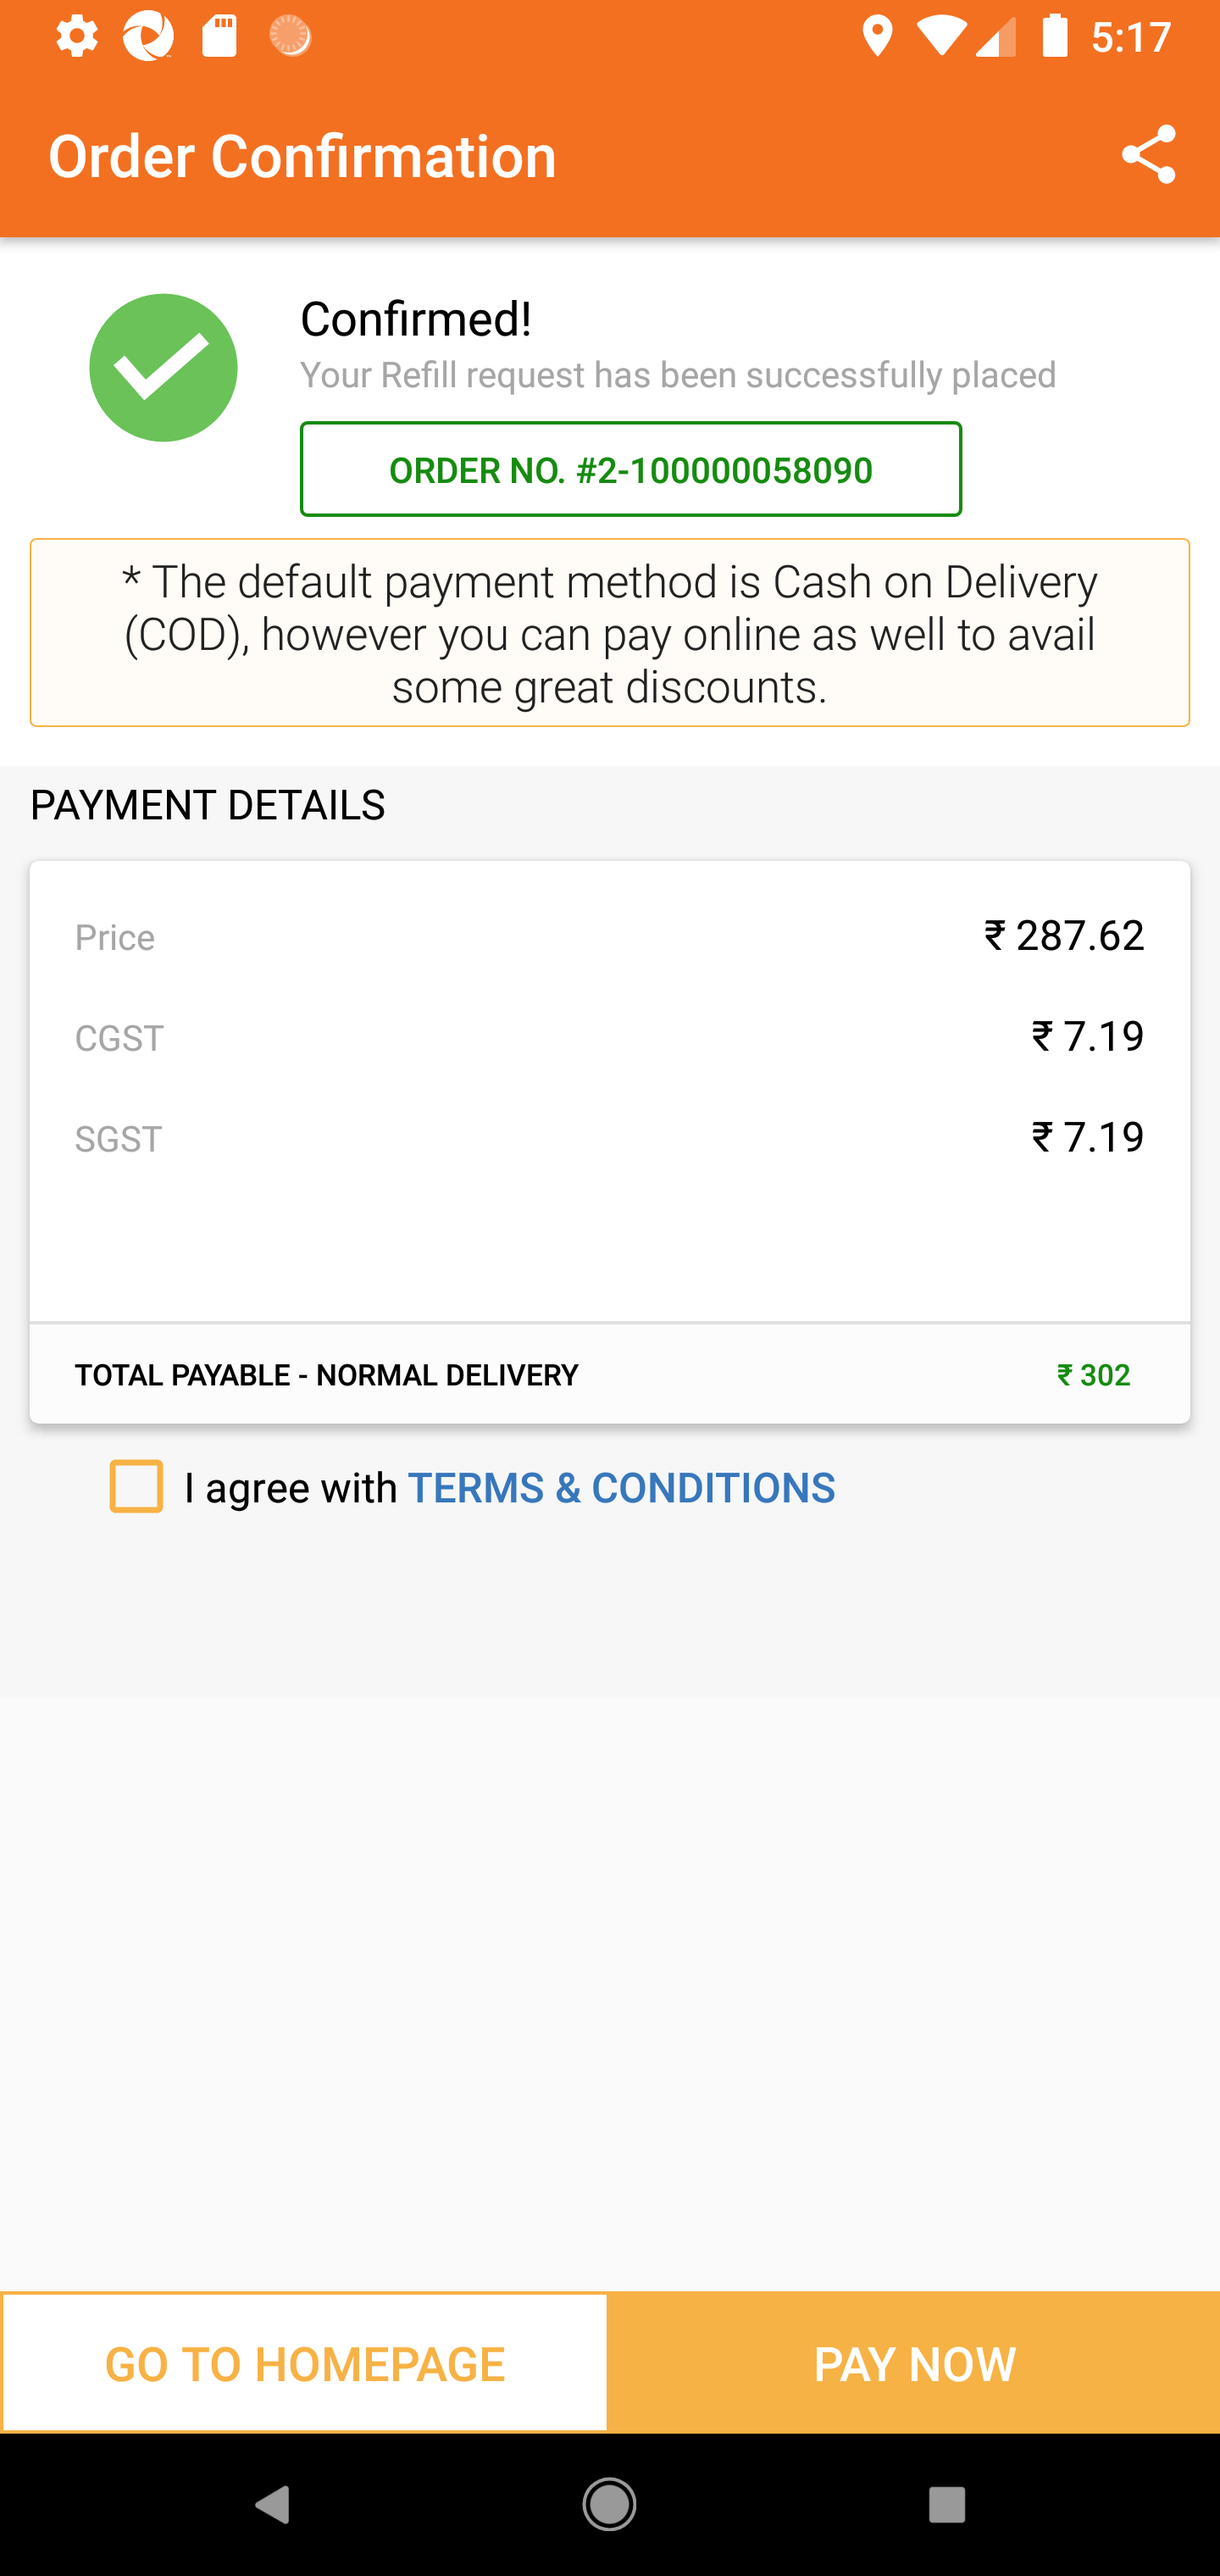 5:17
Order Confirmation
Confirmed!
Your Refill request has been successfully placed
ORDER NO. #2-100000058090
* The default payment method is Cash on Delivery
(COD), however you can pay online as well to avail
some great discounts.
PAYMENT DETAILS
Price ₹ 287.62
CGST ₹ 7.19
SGST ₹ 7.19
TOTAL PAYABLE - NORMAL DELIVERY ₹ 302
I agree with TERMS & CONDITIONS
GO TO HOMEPAGE PAY NOW